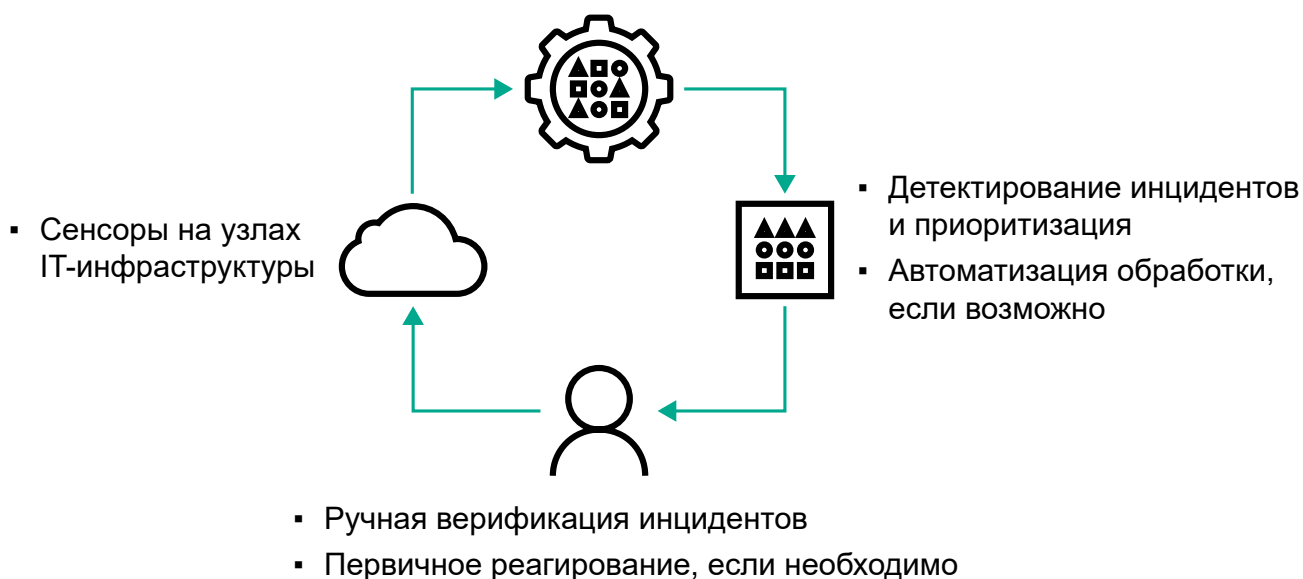 ▪ Сенсоры на узлах
IT-инфраструктуры
▪ Детектирование инцидентов
и приоритизация
▪ Автоматизация обработки,
если возможно
▪ Ручная верификация инцидентов
▪ Первичное реагирование, если необходимо